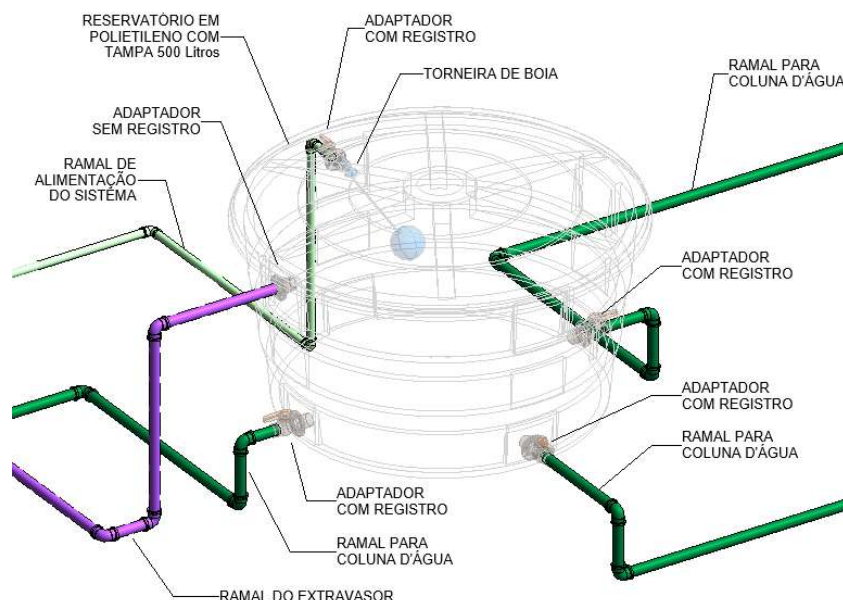 RESERVATÓRIO EM
POLIETILENO COM
TAMPA 500 Litros
ADAPTADOR
COM REGISTRO
TORNEIRA DE BOIA
RAMAL PARA
COLUNA D'ÁGUA
ADAPTADOR
SEM REGISTRO
RAMAL DE
ALIMENTAÇÃO
DO SISTÊMA
ADAPTADOR
COM REGISTRO
ADAPTADOR
COM REGISTRO
RAMAL PARA
COLUNA D'ÁGUA
ADAPTADOR
COM REGISTRO
RAMAL PARA
COLUNA D'ÁGUA
RAMAL DO EXTRAVASOR